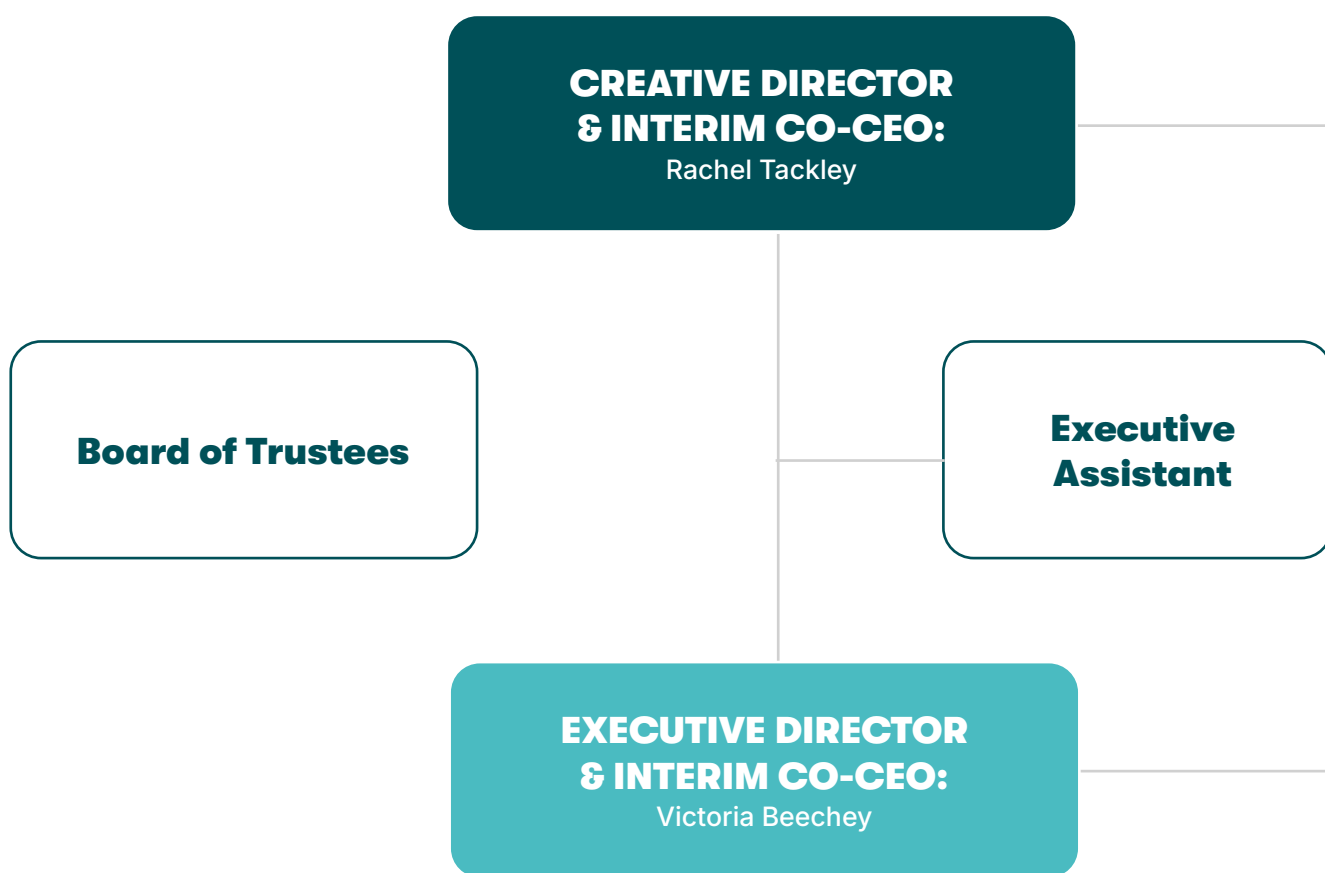 CREATIVE DIRECTOR
& INTERIM CO-CEO:
Rachel Tackley
Board of Trustees
Executive
Assistant
EXECUTIVE DIRECTOR
& INTERIM CO-CEO:
Victoria Beechey